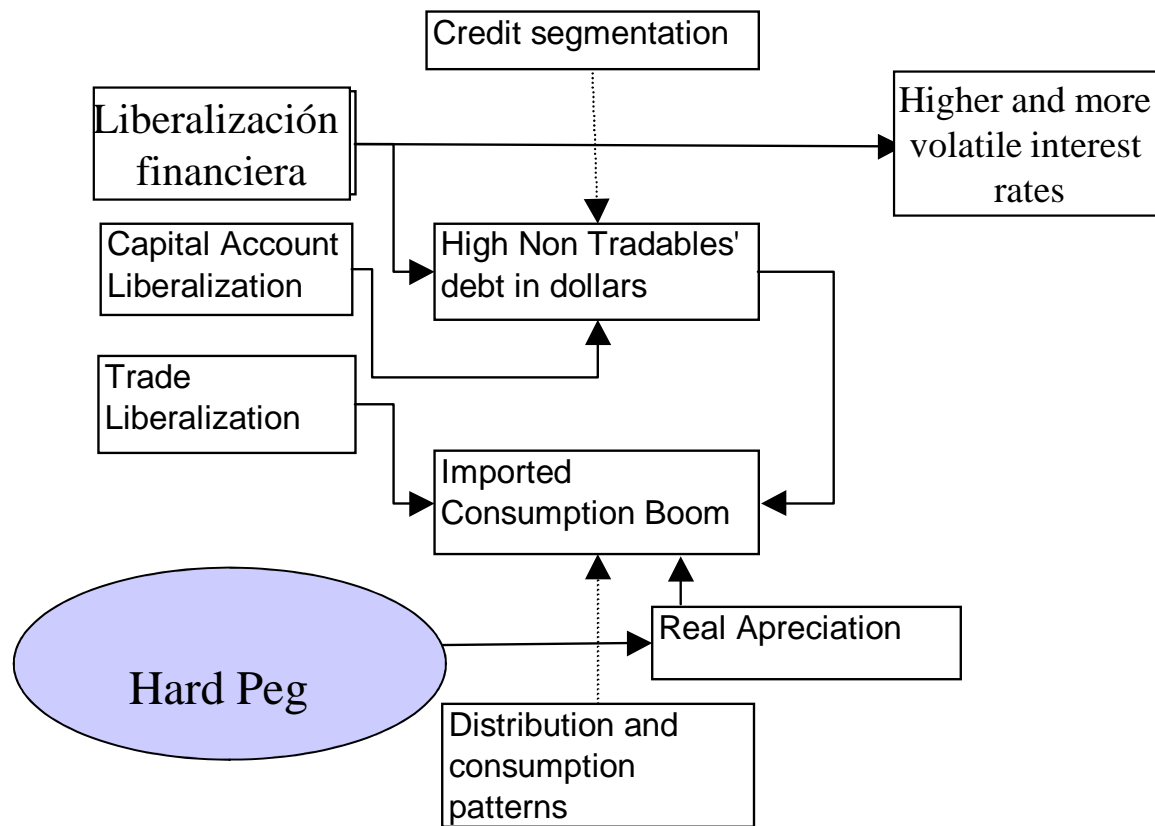 Credit segmentation
Liberalización
financiera
Higher and more
volatile interest
rates
Capital Account
Liberalization
High Non Tradables'
debt in dollars
Trade
Liberalization
Imported
Consumption Boom
Real Apreciation
Hard Peg
Distribution and
consumption
patterns